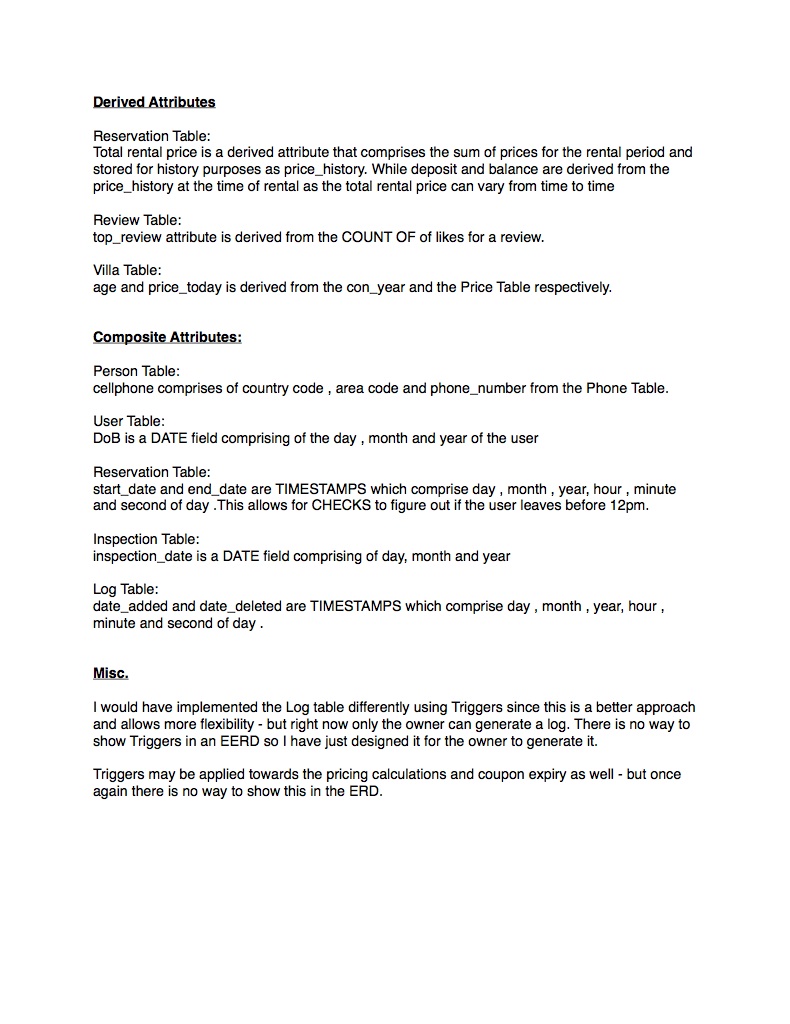 Derived Attributes
Reservation Table:
Total rental price is a derived attribute that comprises the sum of prices for the rental period and
stored for history purposes as price_history. While deposit and balance are derived from the
price_history at the time of rental as the total rental price can vary from time to time
Review Table:
top_review attribute is derived from the COUNT OF of likes for a review.
Villa Table:
age and price_today is derived from the con_year and the Price Table respectively.
Composite Attributes:
Person Table:
cellphone comprises of country code , area code and phone_number from the Phone Table.
User Table:
DoB is a DATE field comprising of the day , month and year of the user
Reservation Table:
start_date and end_date are TIMESTAMPS which comprise day , month , year, hour , minute
and second of day .This allows for CHECKS to figure out if the user leaves before 12pm.
Inspection Table:
inspection_date is a DATE field comprising of day, month and year
Log Table:
date_added and date_deleted are TIMESTAMPS which comprise day , month , year, hour ,
minute and second of day .
Misc.
I would have implemented the Log table differently using Triggers since this is a better approach
and allows more flexibility - but right now only the owner can generate a log. There is no way to
show Triggers in an EERD so I have just designed it for the owner to generate it.
Triggers may be applied towards the pricing calculations and coupon expiry as well - but once
again there is no way to show this in the ERD.